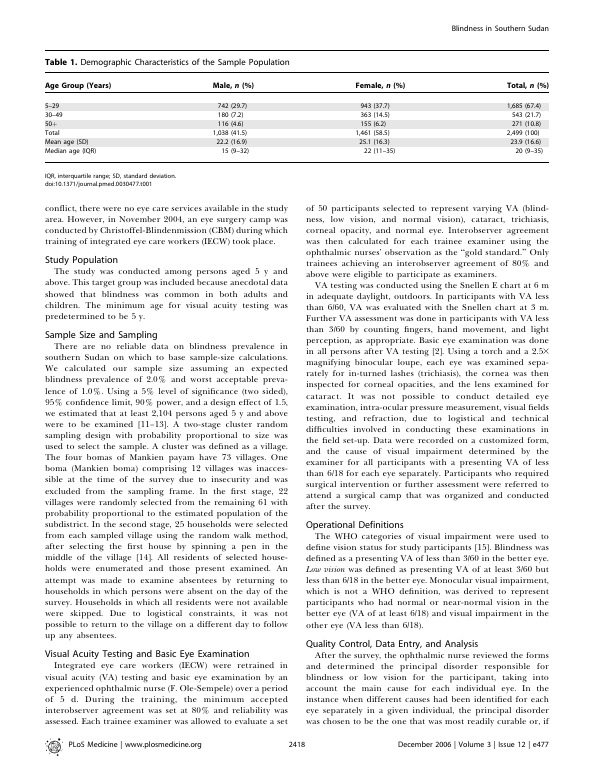 Blindness in Southern Sudan
Table 1. Demographic Characteristics of the Sample Population
Age Group (Years) Male, n (%) Female, n (%) Total, n (%)
5–29 742 (29.7) 943 (37.7) 1,685 (67.4)
30–49 180 (7.2) 363 (14.5) 543 (21.7)
50+ 116 (4.6) 155 (6.2) 271 (10.8)
Total 1,038 (41.5) 1,461 (58.5) 2,499 (100)
Mean age (SD) 22.2 (16.9) 25.1 (16.3) 23.9 (16.6)
Median age (IQR) 15 (9–32) 22 (11–35) 20 (9–35)
IQR, interquartile range; SD, standard deviation.
doi:10.1371/journal.pmed.0030477.t001
conflict, there were no eye care services available in the study
area. However, in November 2004, an eye surgery camp was
conducted by Christoffel-Blindenmission (CBM) during which
training of integrated eye care workers (IECW) took place.
Study Population
The study was conducted among persons aged 5 y and
above. This target group was included because anecdotal data
showed that blindness was common in both adults and
children. The minimum age for visual acuity testing was
predetermined to be 5 y.
Sample Size and Sampling
There are no reliable data on blindness prevalence in
southern Sudan on which to base sample-size calculations.
We calculated our sample size assuming an expected
blindness prevalence of 2.0% and worst acceptable preva-
lence of 1.0%. Using a 5% level of significance (two sided),
95% confidence limit, 90% power, and a design effect of 1.5,
we estimated that at least 2,104 persons aged 5 y and above
were to be examined [11–13]. A two-stage cluster random
sampling design with probability proportional to size was
used to select the sample. A cluster was defined as a village.
The four bomas of Mankien payam have 73 villages. One
boma (Mankien boma) comprising 12 villages was inacces-
sible at the time of the survey due to insecurity and was
excluded from the sampling frame. In the first stage, 22
villages were randomly selected from the remaining 61 with
probability proportional to the estimated population of the
subdistrict. In the second stage, 25 households were selected
from each sampled village using the random walk method,
after selecting the first house by spinning a pen in the
middle of the village [14]. All residents of selected house-
holds were enumerated and those present examined. An
attempt was made to examine absentees by returning to
households in which persons were absent on the day of the
survey. Households in which all residents were not available
were skipped. Due to logistical constraints, it was not
possible to return to the village on a different day to follow
up any absentees.
Visual Acuity Testing and Basic Eye Examination
Integrated eye care workers (IECW) were retrained in
visual acuity (VA) testing and basic eye examination by an
experienced ophthalmic nurse (F. Ole-Sempele) over a period
of 5 d. During the training, the minimum accepted
interobserver agreement was set at 80% and reliability was
assessed. Each trainee examiner was allowed to evaluate a set
of 50 participants selected to represent varying VA (blind-
ness, low vision, and normal vision), cataract, trichiasis,
corneal opacity, and normal eye. Interobserver agreement
was then calculated for each trainee examiner using the
ophthalmic nurses’ observation as the “gold standard.” Only
trainees achieving an interobserver agreement of 80% and
above were eligible to participate as examiners.
VA testing was conducted using the Snellen E chart at 6 m
in adequate daylight, outdoors. In participants with VA less
than 6/60, VA was evaluated with the Snellen chart at 3 m.
Further VA assessment was done in participants with VA less
than 3/60 by counting fingers, hand movement, and light
perception, as appropriate. Basic eye examination was done
in all persons after VA testing [2]. Using a torch and a 2.5×
magnifying binocular loupe, each eye was examined sepa-
rately for in-turned lashes (trichiasis), the cornea was then
inspected for corneal opacities, and the lens examined for
cataract. It was not possible to conduct detailed eye
examination, intra-ocular pressure measurement, visual fields
testing, and refraction, due to logistical and technical
difficulties involved in conducting these examinations in
the field set-up. Data were recorded on a customized form,
and the cause of visual impairment determined by the
examiner for all participants with a presenting VA of less
than 6/18 for each eye separately. Participants who required
surgical intervention or further assessment were referred to
attend a surgical camp that was organized and conducted
after the survey.
Operational Definitions
The WHO categories of visual impairment were used to
define vision status for study participants [15]. Blindness was
defined as a presenting VA of less than 3/60 in the better eye.
Low vision was defined as presenting VA of at least 3/60 but
less than 6/18 in the better eye. Monocular visual impairment,
which is not a WHO definition, was derived to represent
participants who had normal or near-normal vision in the
better eye (VA of at least 6/18) and visual impairment in the
other eye (VA less than 6/18).
Quality Control, Data Entry, and Analysis
After the survey, the ophthalmic nurse reviewed the forms
and determined the principal disorder responsible for
blindness or low vision for the participant, taking into
account the main cause for each individual eye. In the
instance when different causes had been identified for each
eye separately in a given individual, the principal disorder
was chosen to be the one that was most readily curable or, if
PLoS Medicine | www.plosmedicine.org 2418 December 2006 | Volume 3 | Issue 12 | e477